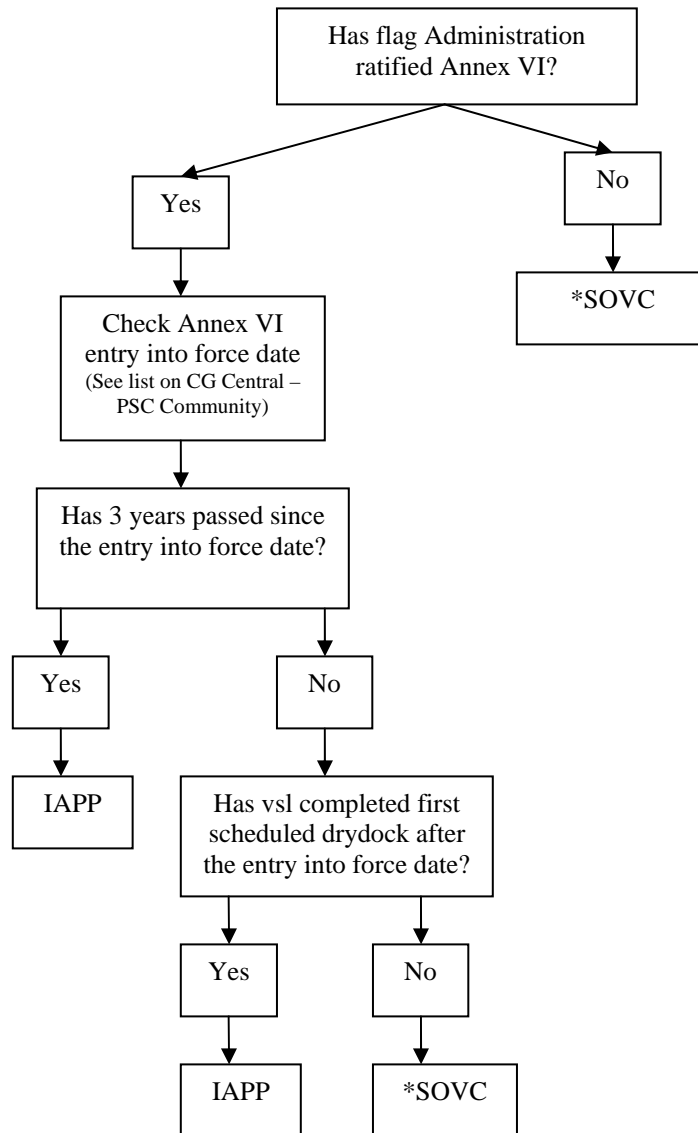 Has flag Administration
ratified Annex VI?
Yes
No
*SOVC
Check Annex VI
entry into force date
(See list on CG Central –
PSC Community)
Has 3 years passed since
the entry into force date?
Yes
No
IAPP
Has vsl completed first
scheduled drydock after
the entry into force date?
Yes
No
IAPP
*SOVC